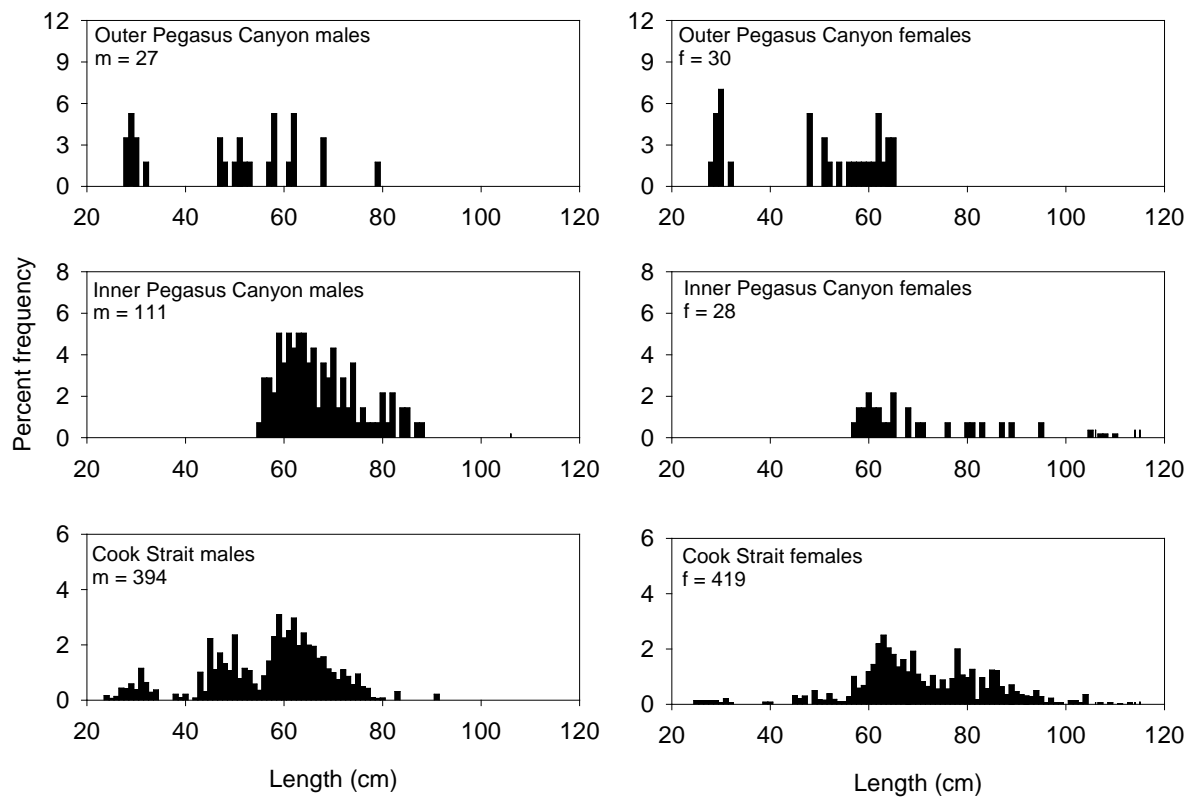 12
Outer Pegasus Canyon males
m = 27
9
6
3
0
20 40 60 80 100 120
12
Outer Pegasus Canyon females
f = 30
9
6
3
0
20 40 60 80 100 120
Percent frequency
8
Inner Pegasus Canyon males
m = 111
6
4
2
0
20 40 60 80 100 120
8
Inner Pegasus Canyon females
f = 28
6
4
2
0
20 40 60 80 100 120
6
Cook Strait males
m = 394
4
2
0
20 40 60 80 100 120
Length (cm)
6
Cook Strait females
f = 419
4
2
0
20 40 60 80 100 120
Length (cm)